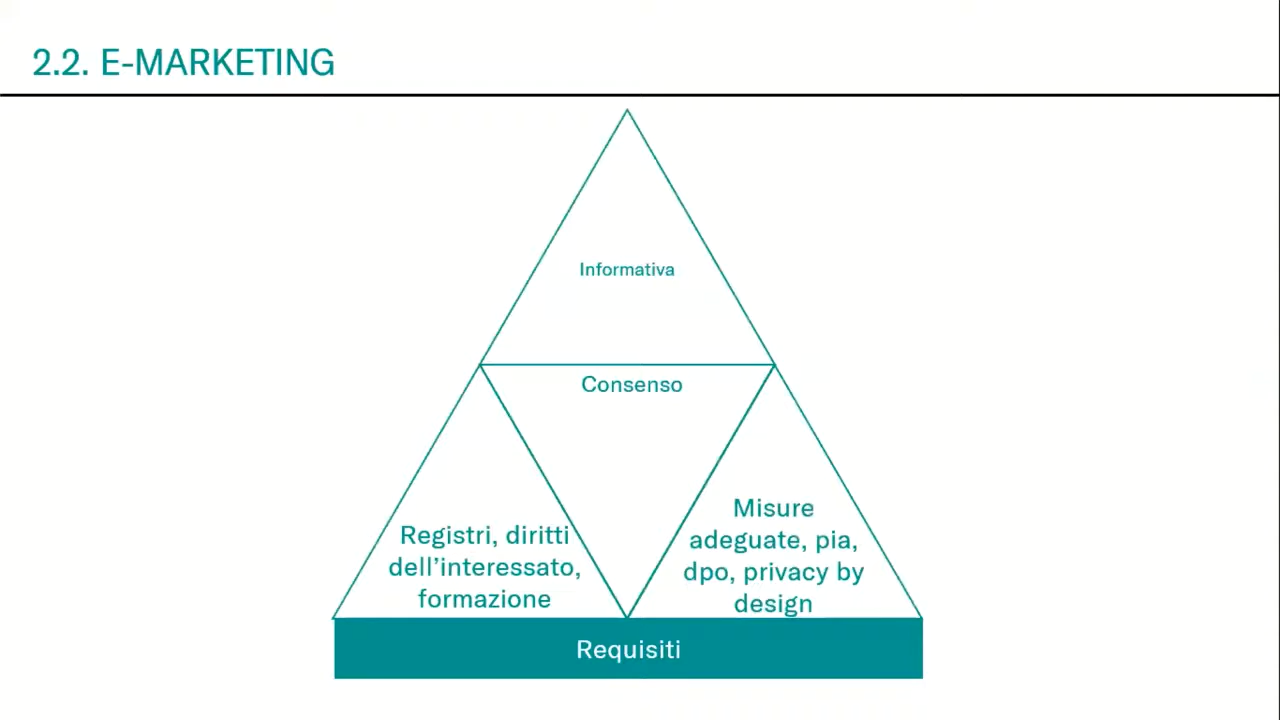 2.2. E-MARKETING
Informativa
Consenso
Registri, diritti
dell’interessato,
formazione
Misure
adeguate, pia,
dpo, privacy by
design
Requisiti